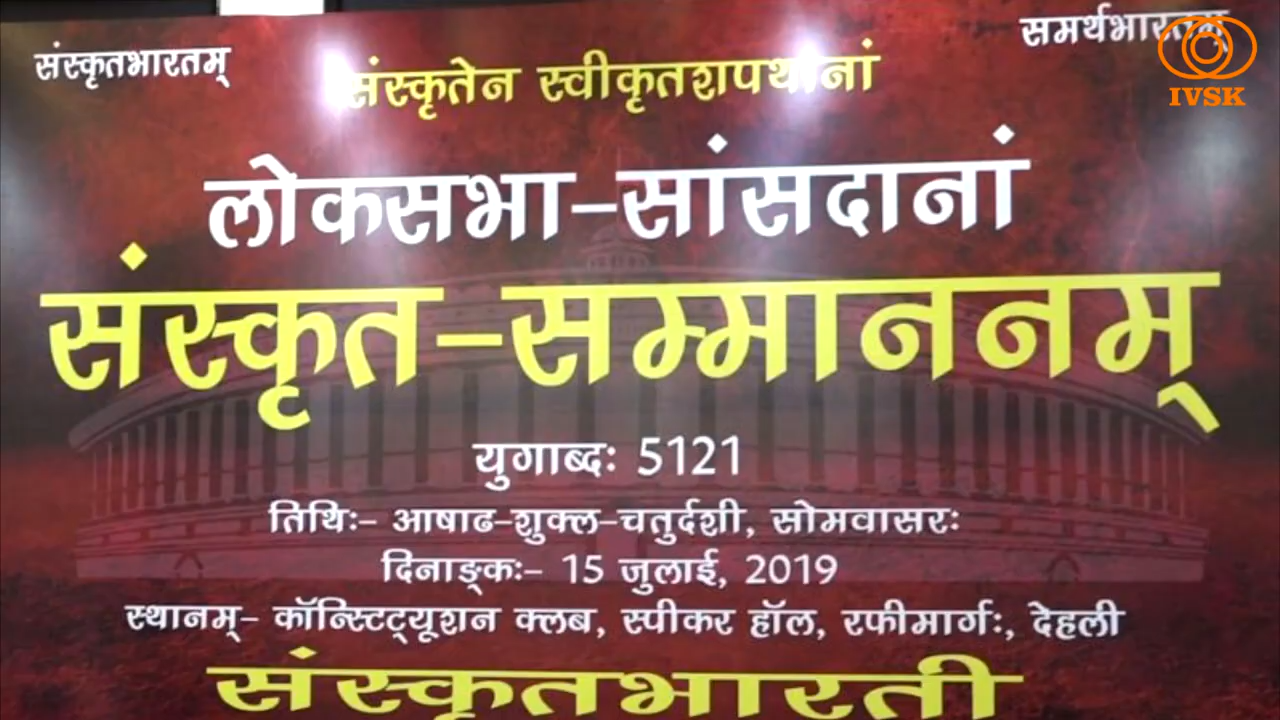 संस्कृतभारतम्
समर्थभारतम्
IVSK
संस्कृतेन स्वीकृतशपथानां
लोकसभा-सांसदानां
संस्कृत-सम्माननम्
युगाब्दः 5121
तिथिः- आषाढ-शुक्ल-चतुर्दशी, सोमवासरः
दिनाङ्कः- 15 जुलाई, 2019
स्थानम्- कॉन्स्टिट्यूशन क्लब, स्पीकर हॉल, रफीमार्गः, देहली
संस्कृतभारती